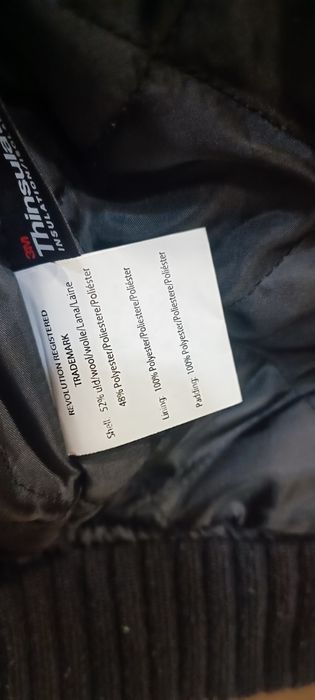 3M
Thinsula
INSULATION
REVOLUTION REGISTERED
TRADEMARK
Shell: 52% uld/wool/wolle/Lana/Laine
48% Polyester/Poliestere/Poliéster
Lining: 100% Polyester/Poliestere/Poliéster
Padding: 100% Polyester/Poliestere/Poliéster